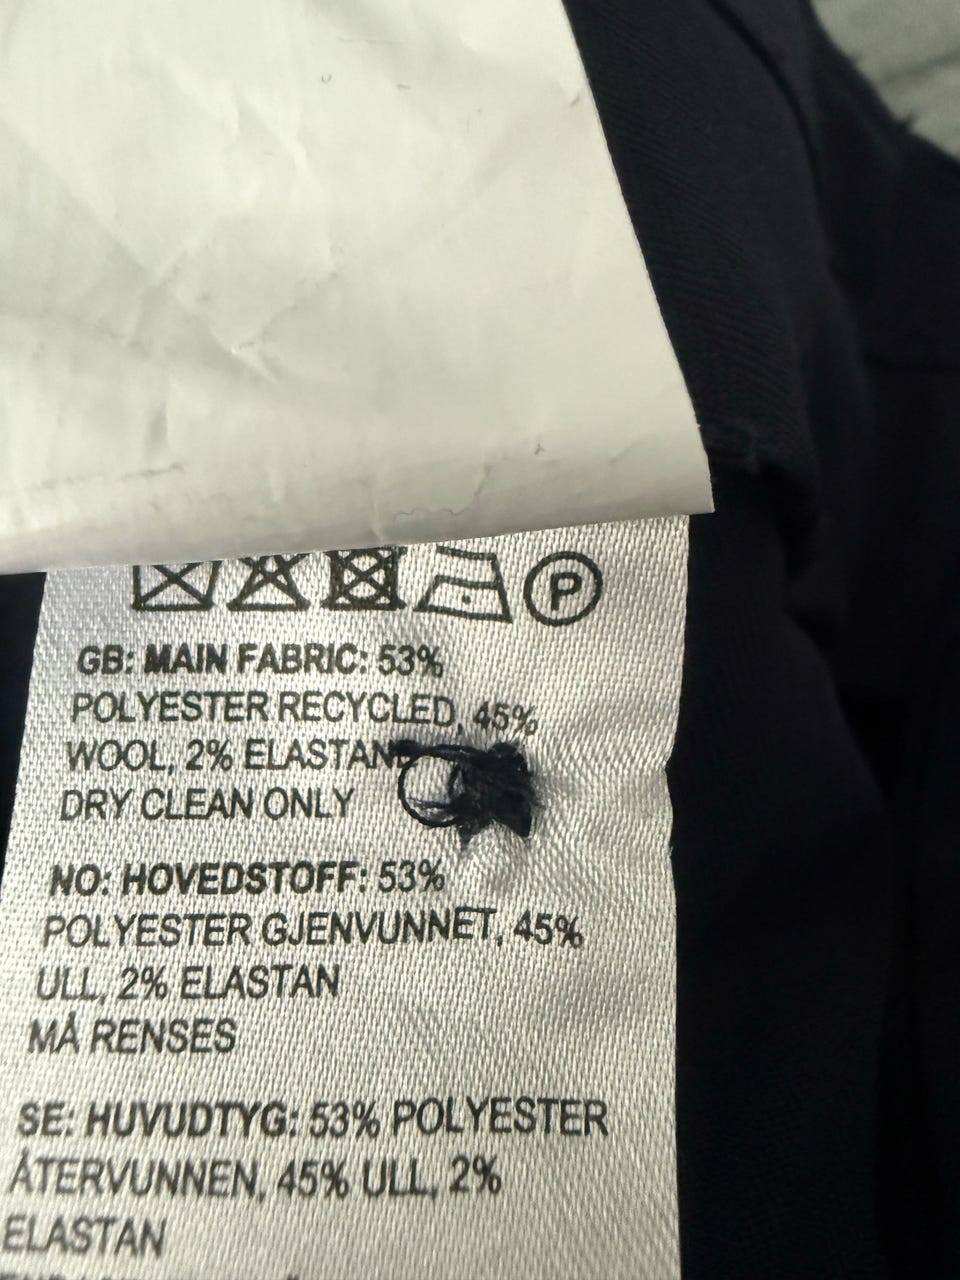 P
GB: MAIN FABRIC: 53%
POLYESTER RECYCLED, 45%
WOOL, 2% ELASTANE
DRY CLEAN ONLY
NO: HOVEDSTOFF: 53%
POLYESTER GJENVUNNET, 45%
ULL, 2% ELASTAN
MÅ RENSES
SE: HUVUDTYG: 53% POLYESTER
ÅTERVUNNEN, 45% ULL, 2%
ELASTAN